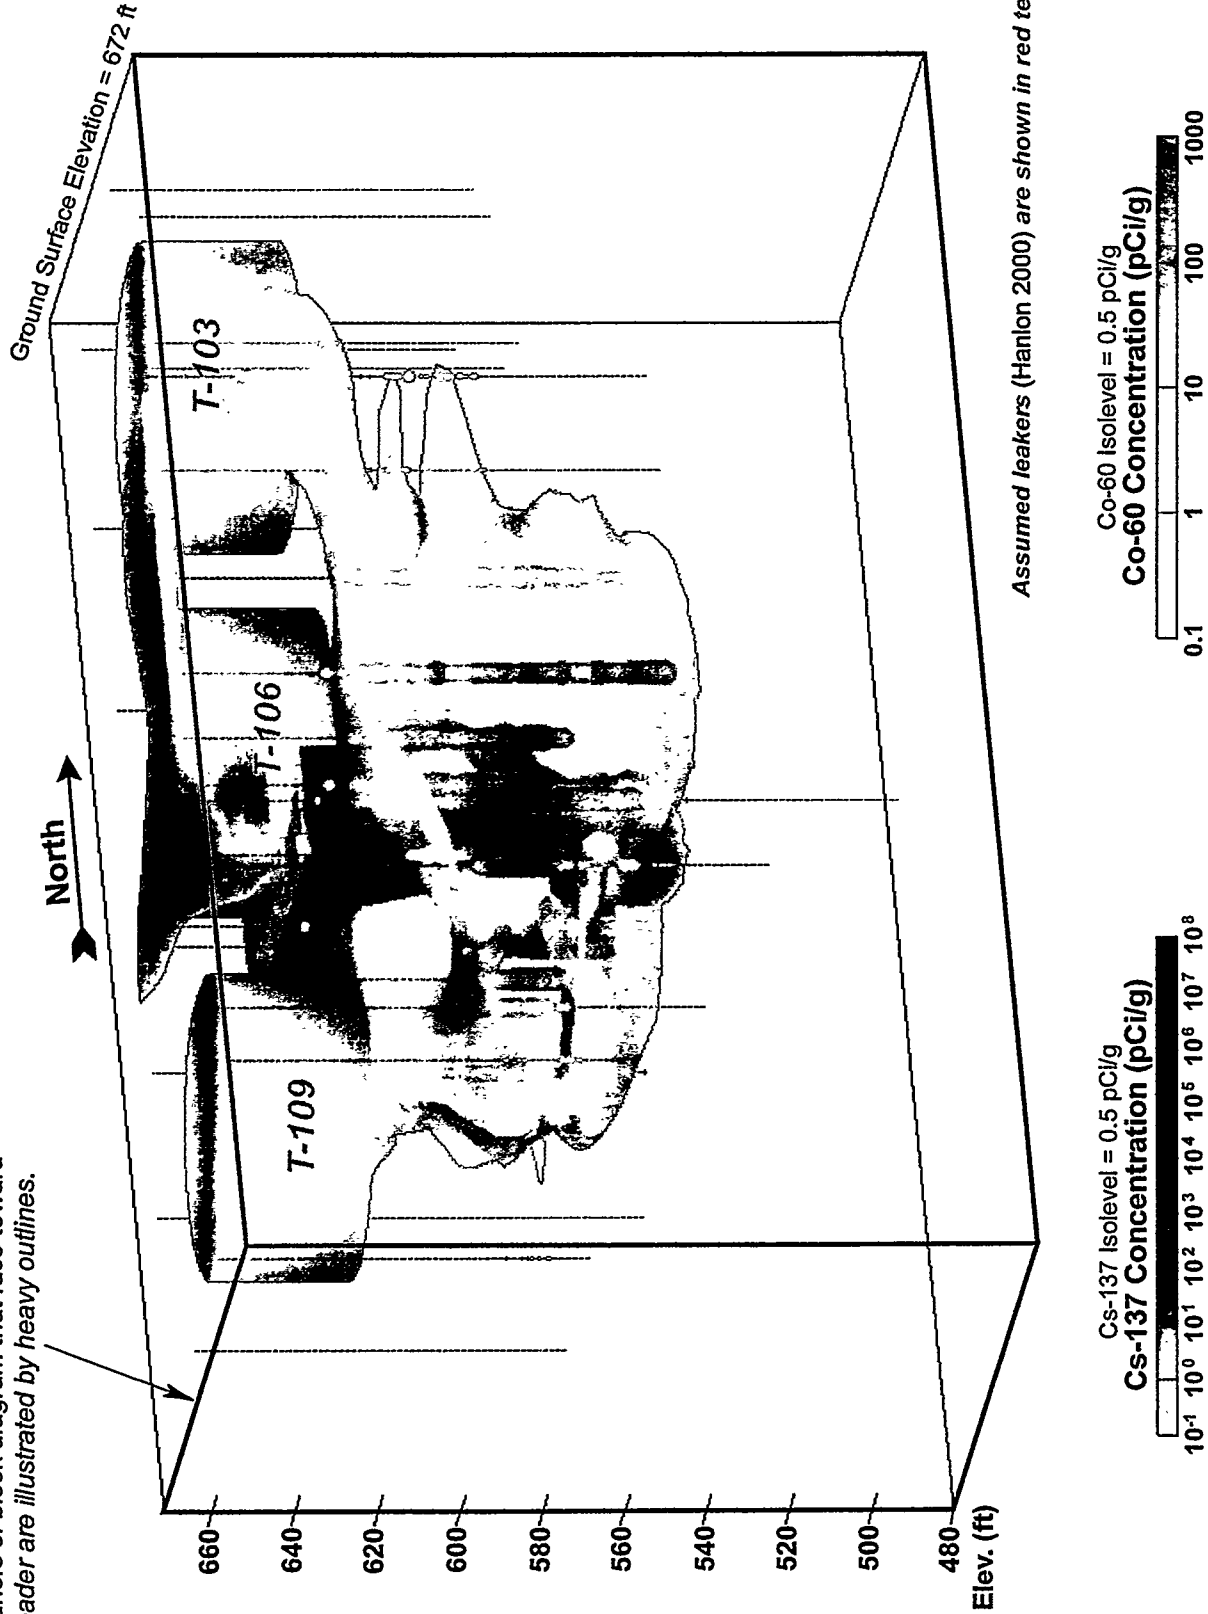 ader are illustrated by heavy outlines.
Ground Surface Elevation = 672 ft
North
T-103
T-106
T-109
660
640
620
600
580
560
540
520
500
480
Elev. (ft)
Assumed leakers (Hanlon 2000) are shown in red te
Cs-137 Isolevel = 0.5 pCi/g
Cs-137 Concentration (pCi/g)
10-1 100 101 102 103 104 105 106 107 108
Co-60 Isolevel = 0.5 pCi/g
Co-60 Concentration (pCi/g)
0.1 1 10 100 1000